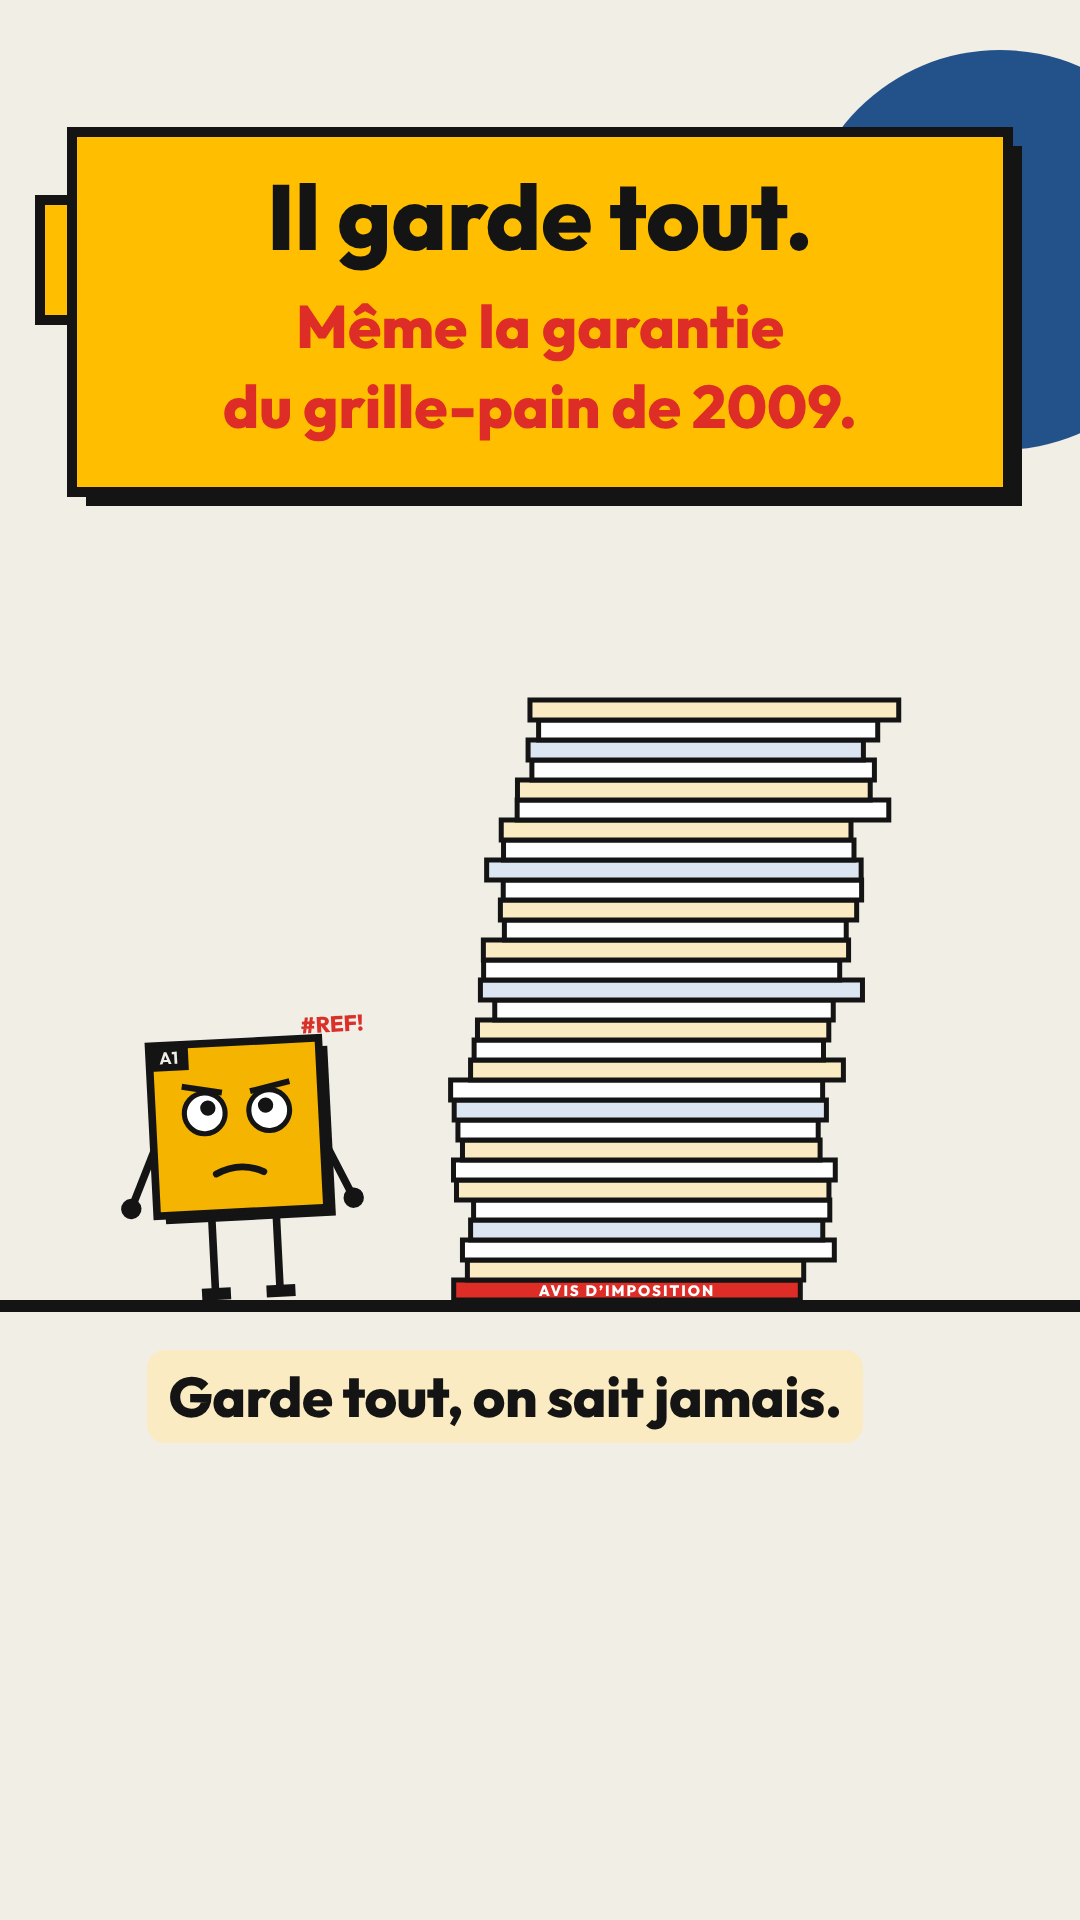 Il garde tout.
Même la garantie
du grille-pain de 2009.
#REF!
A1
AVIS D'IMPOSITION
Garde tout, on sait jamais.